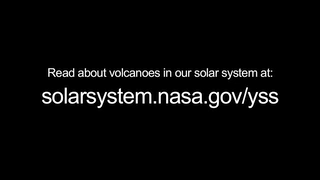 Read about volcanoes in our solar system at:
solarsystem.nasa.gov/yss